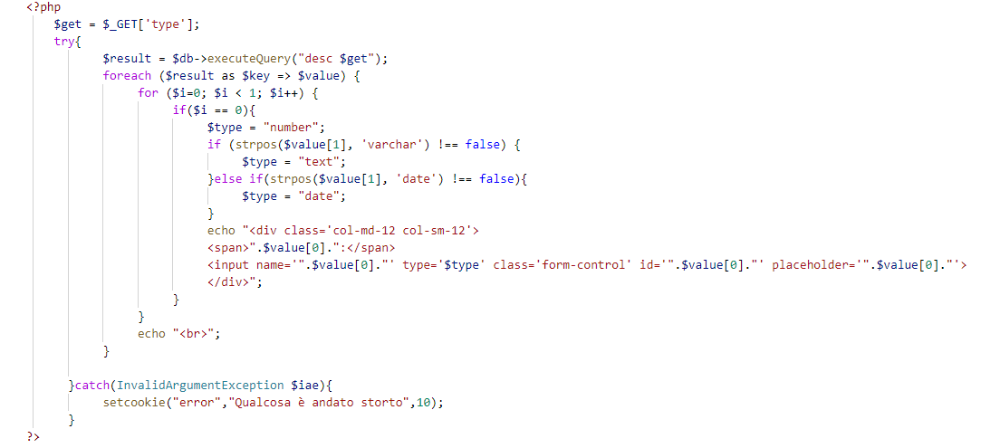 <?php
$get = $_GET['type'];
try{
$result = $db->executeQuery("desc $get");
foreach ($result as $key => $value) {
for ($i=0; $i < 1; $i++) {
if($i == 0){
$type = "number";
if (strpos($value[1], 'varchar') !== false) {
$type = "text";
}else if(strpos($value[1], 'date') !== false){
$type = "date";
}
echo "<div class='col-md-12 col-sm-12'>
<span>".$value[0].":</span>
<input name='".$value[0]."' type='$type' class='form-control' id='".$value[0]."' placeholder='".$value[0]."'>
</div>";
}
}
echo "<br>";
}
}catch(InvalidArgumentException $iae){
setcookie("error","Qualcosa è andato storto",10);
}
?>